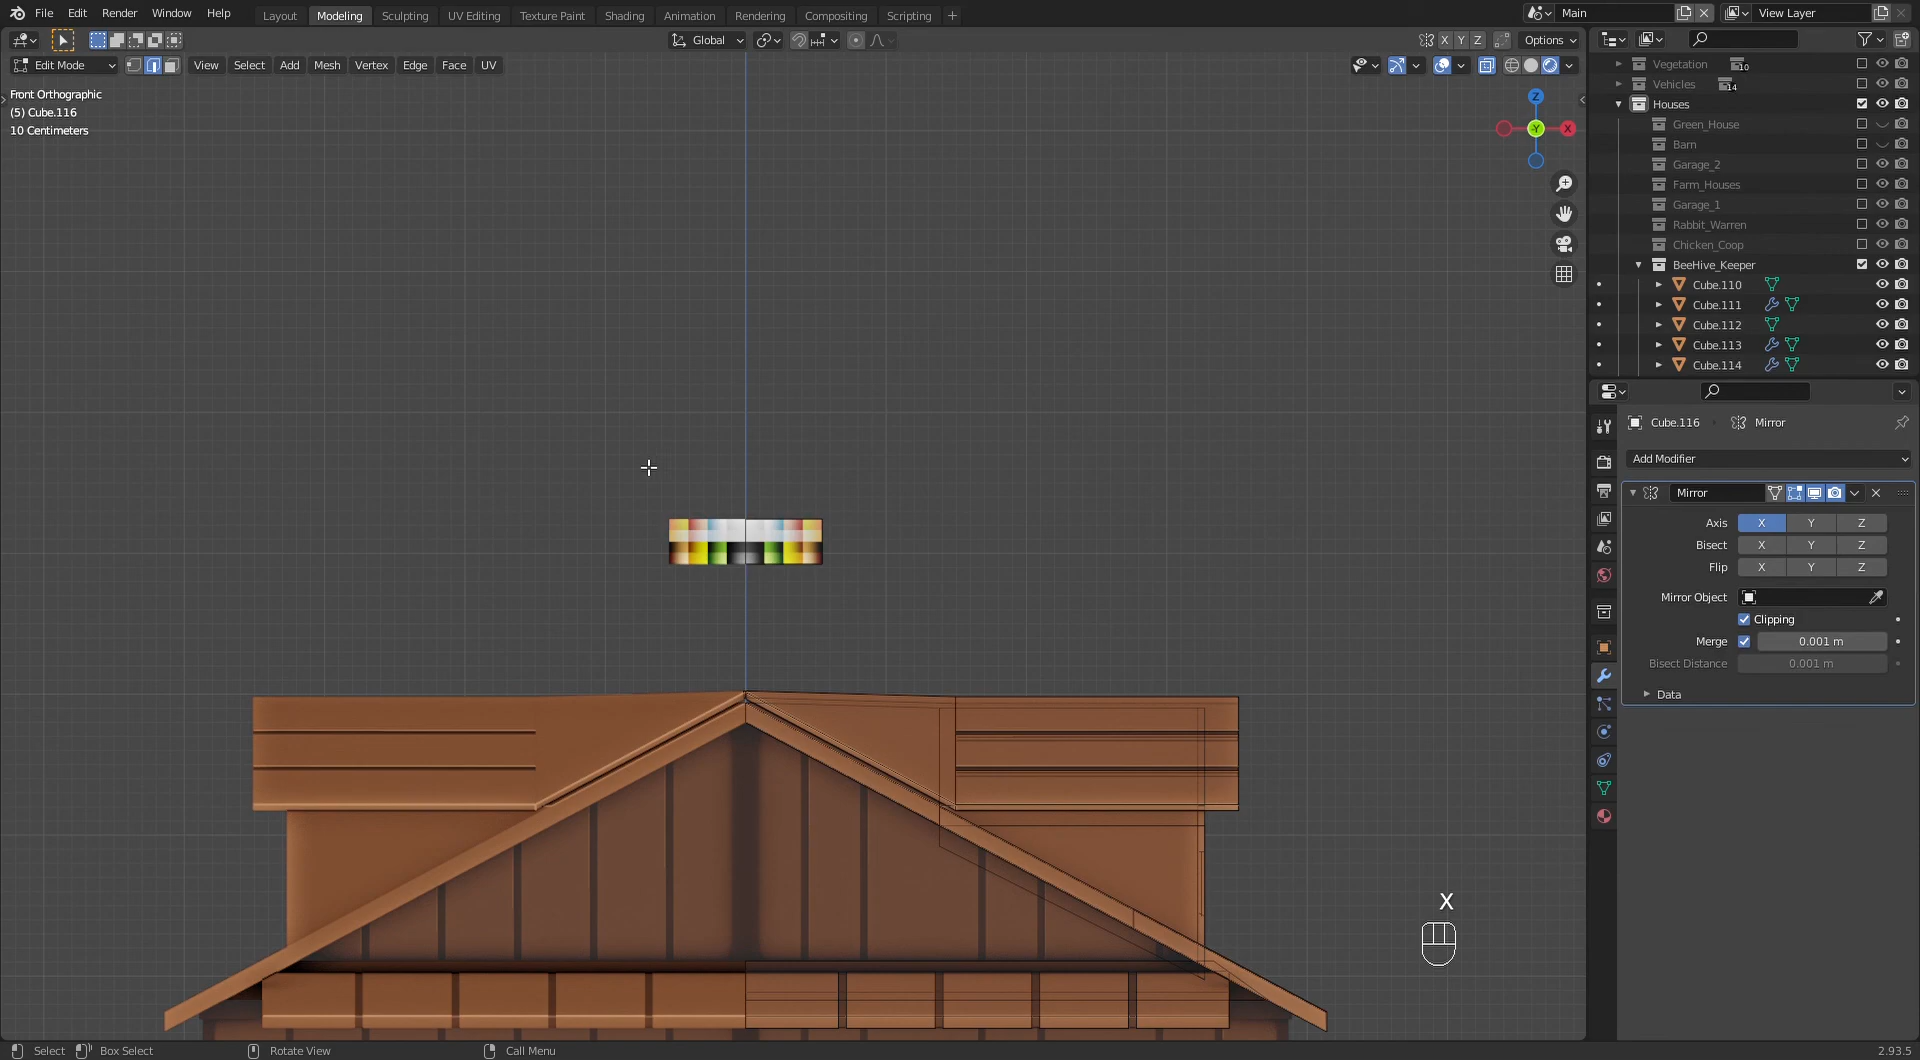 File Edit Render Window Help Layout Modeling Sculpting UV Editing Texture Paint Shading Animation Rendering Compositing Scripting + Main View Layer
Global Options
Edit Mode View Select Add Mesh Vertex Edge Face UV
Front Orthographic
(5) Cube.116
10 Centimeters
X Y Z
Z
-Y
X
Vegetation 10
Vehicles 14
Houses
Green_House
Barn
Garage_2
Farm_Houses
Garage_1
Rabbit_Warren
Chicken_Coop
BeeHive_Keeper
Cube.110
Cube.111
Cube.112
Cube.113
Cube.114
Cube.116 Mirror
Add Modifier
Mirror
Axis X Y Z
Bisect X Y Z
Flip X Y Z
Mirror Object
Clipping
Merge 0.001 m
Bisect Distance 0.001 m
Data
X
Select Box Select Rotate View Call Menu 2.93.5